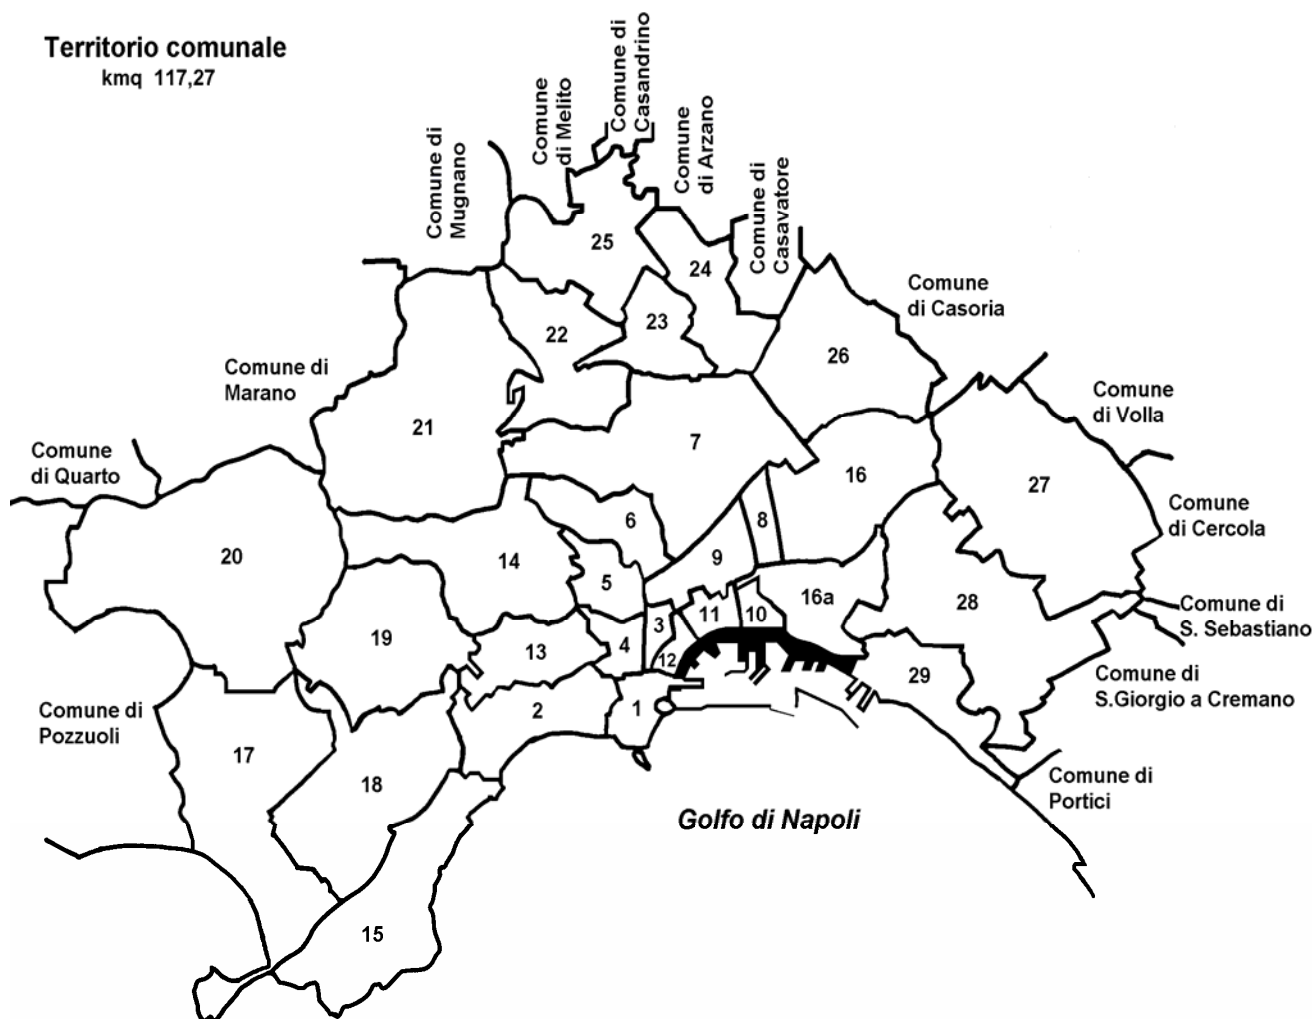 Territorio comunale
kmq 117,27
Comune di
Mugnano
Comune
di Melito
Comune di
Casandrino
Comune
di Arzano
Comune di
Casavatore
Comune
di Casoria
Comune
di Volla
Comune
di Cercola
Comune di
S. Sebastiano
Comune di
S.Giorgio a Cremano
Comune di
Portici
Comune di
Marano
Comune
di Quarto
Comune di
Pozzuoli
25
24
23
22
26
21
7
16
27
6
8
20
14
9
5
16a
28
11
10
3
19
4
13
12
29
2
1
17
18
15
Golfo di Napoli